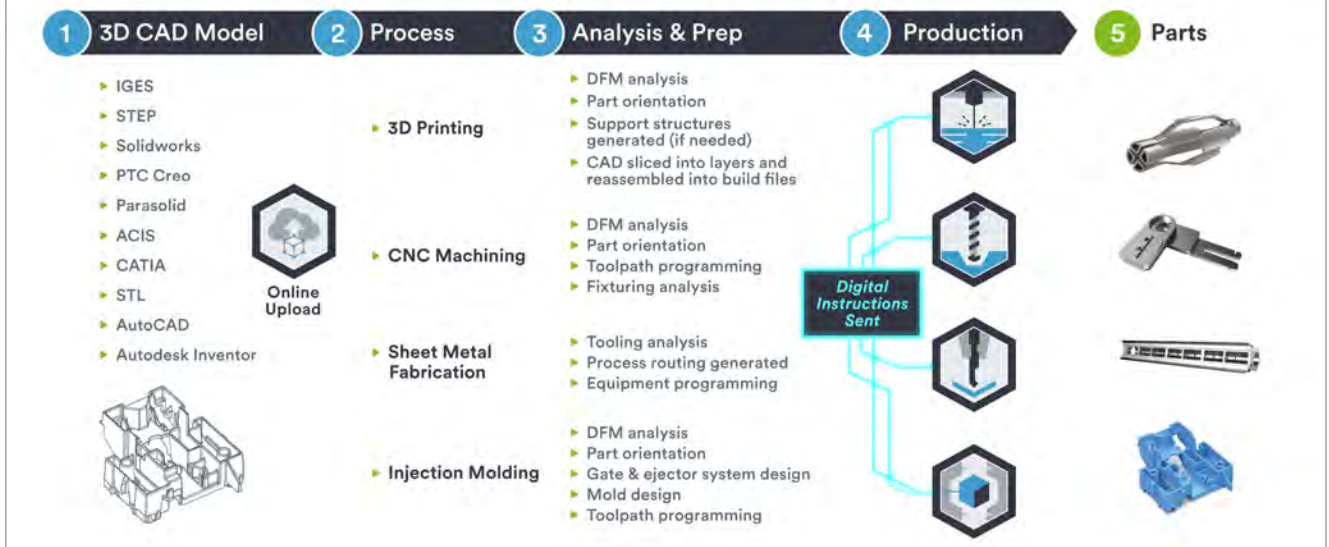 1 3D CAD Model
2 Process
3 Analysis & Prep
4 Production
5 Parts
IGES
STEP
Solidworks
PTC Creo
Parasolid
ACIS
CATIA
STL
AutoCAD
Autodesk Inventor
Online
Upload
3D Printing
DFM analysis
Part orientation
Support structures
generated (if needed)
CAD sliced into layers and
reassembled into build files
CNC Machining
DFM analysis
Part orientation
Toolpath programming
Fixturing analysis
Sheet Metal
Fabrication
Tooling analysis
Process routing generated
Equipment programming
Injection Molding
DFM analysis
Part orientation
Gate & ejector system design
Mold design
Toolpath programming
Digital
Instructions
Sent